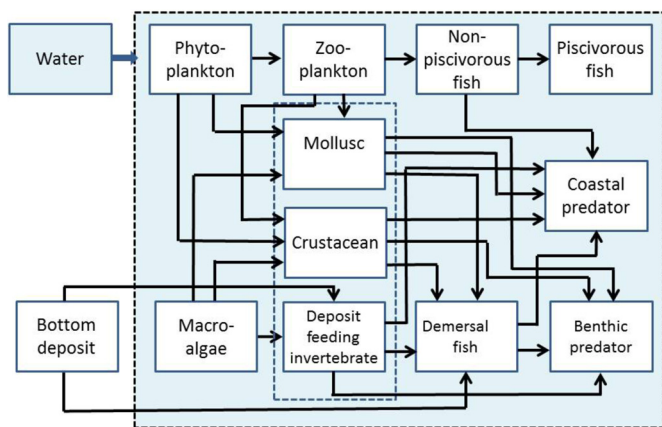 Water
Phyto-
plankton
Zoo-
plankton
Non-
piscivorous
fish
Piscivorous
fish
Mollusc
Coastal
predator
Crustacean
Bottom
deposit
Macro-
algae
Deposit
feeding
invertebrate
Demersal
fish
Benthic
predator